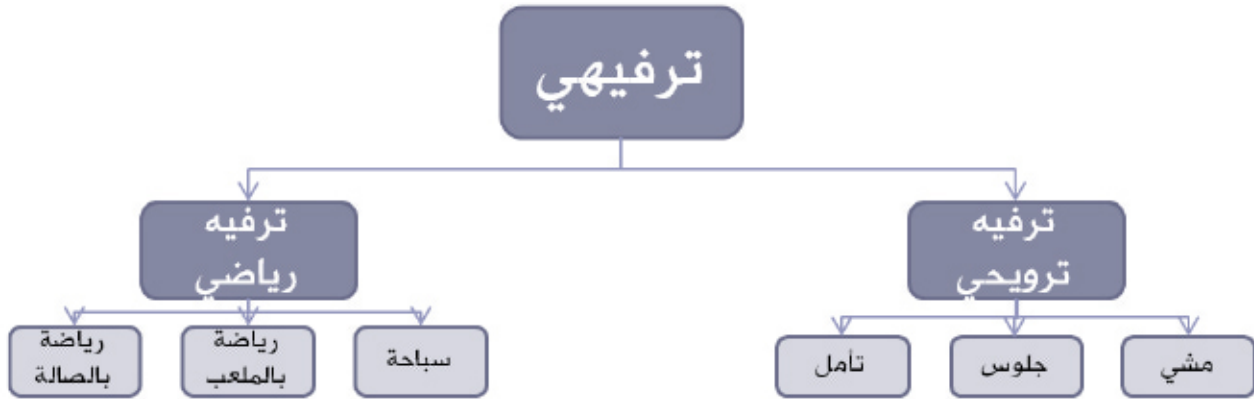 ترفيهي
ترفيه
ترويحي
ترفيه
رياضي
مشي
جلوس
تأمل
سباحة
رياضة
بالملعب
رياضة
بالصالة